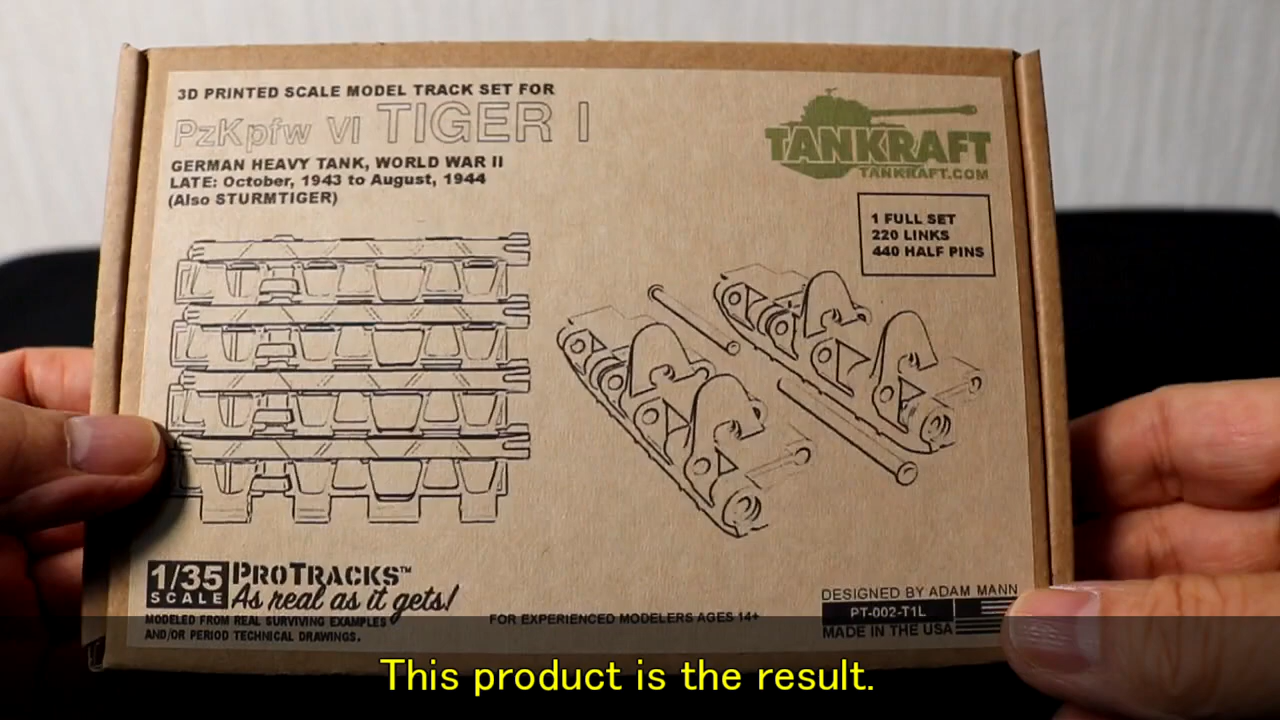 3D PRINTED SCALE MODEL TRACK SET FOR
PzKpfw VI TIGER I
GERMAN HEAVY TANK, WORLD WAR II
LATE: October, 1943 to August, 1944
(Also STURMTIGER)
TANKRAFT
TANKRAFT.COM
1 FULL SET
220 LINKS
440 HALF PINS
1/35
SCALE
PROTRACKS™
As real as it gets!
MODELED FROM REAL SURVIVING EXAMPLES
AND/OR PERIOD TECHNICAL DRAWINGS.
FOR EXPERIENCED MODELERS AGES 14+
DESIGNED BY ADAM MANN
PT-002-T1L
MADE IN THE USA
This product is the result.